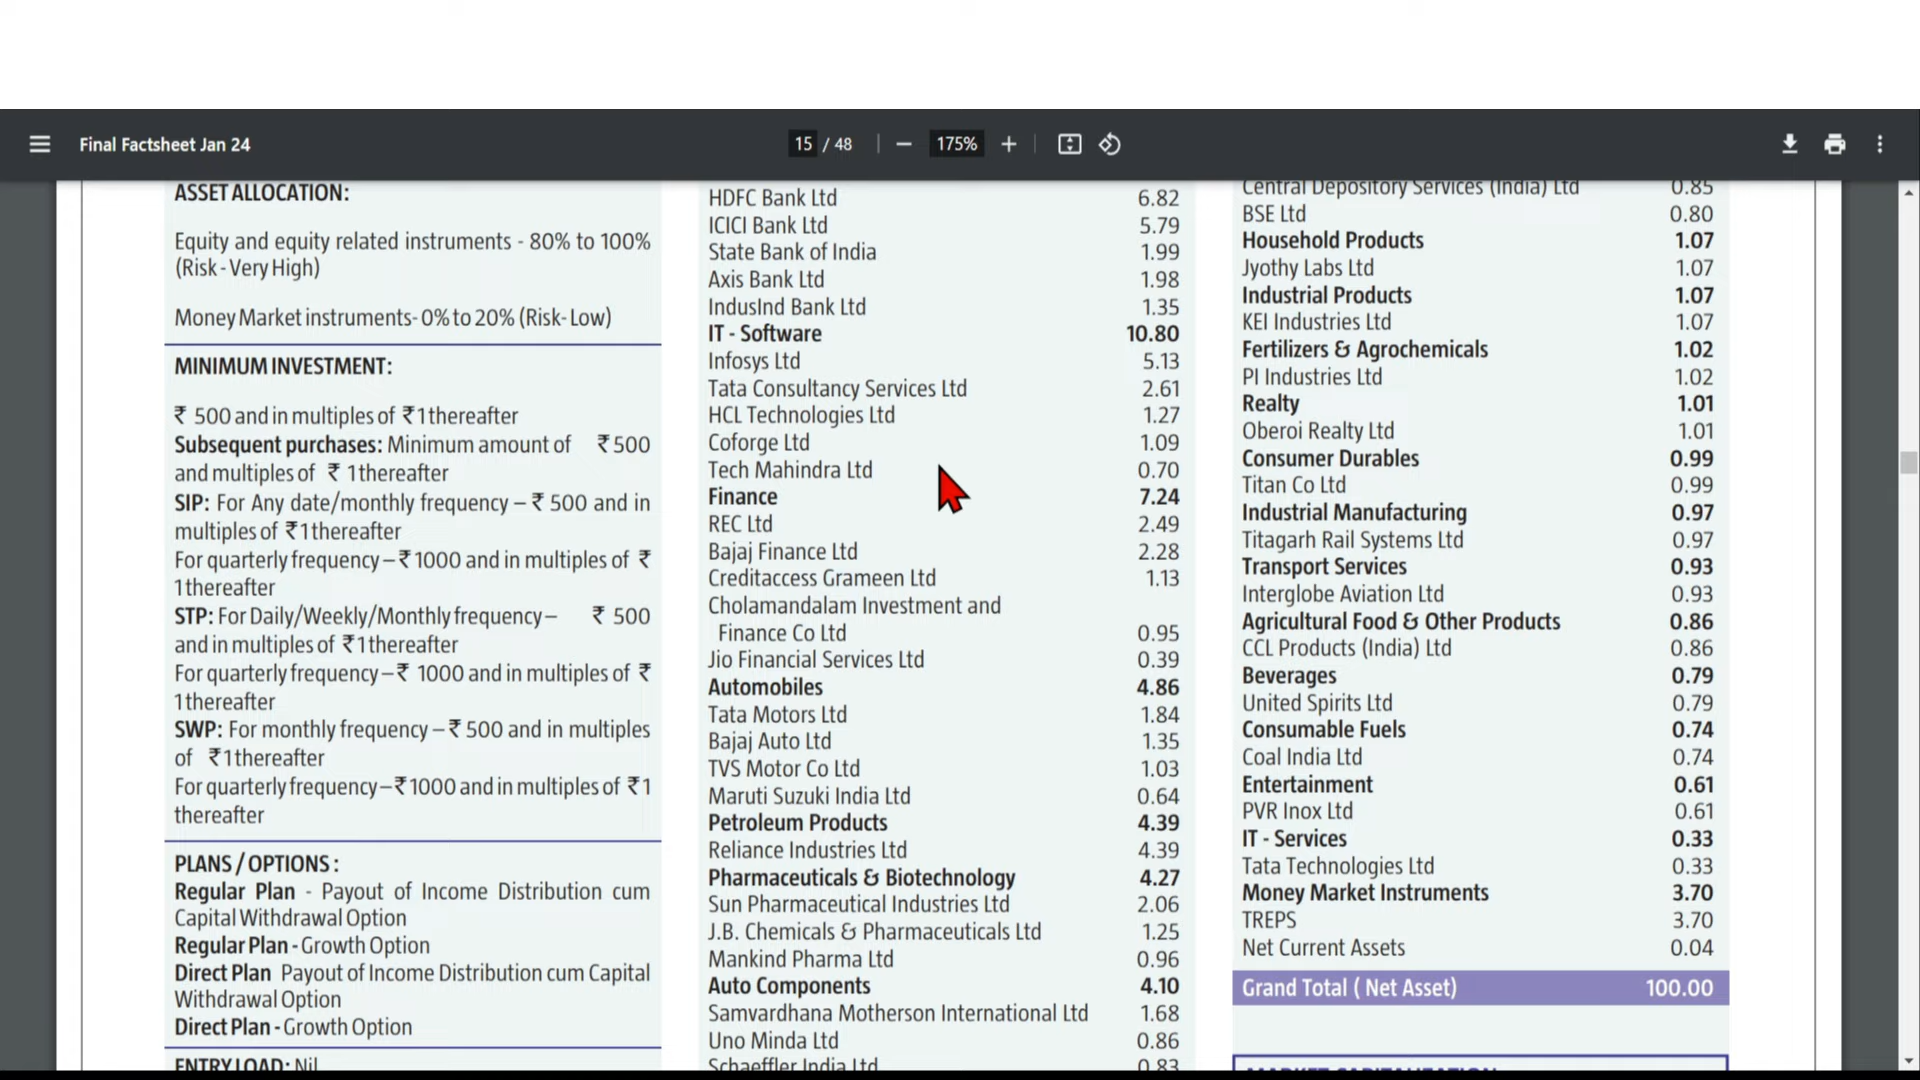 Final Factsheet Jan 24
15 / 48
175%
ASSET ALLOCATION:
Equity and equity related instruments - 80% to 100%
(Risk - Very High)
Money Market instruments- 0% to 20% (Risk- Low)
MINIMUM INVESTMENT:
₹ 500 and in multiples of ₹1 thereafter
Subsequent purchases: Minimum amount of ₹500
and multiples of ₹ 1 thereafter
SIP: For Any date/monthly frequency – ₹ 500 and in
multiples of ₹1 thereafter
For quarterly frequency – ₹ 1000 and in multiples of ₹
1 thereafter
STP: For Daily/Weekly/Monthly frequency – ₹ 500
and in multiples of ₹1 thereafter
For quarterly frequency – ₹ 1000 and in multiples of ₹
1 thereafter
SWP: For monthly frequency – ₹ 500 and in multiples
of ₹1 thereafter
For quarterly frequency – ₹1000 and in multiples of ₹1
thereafter
PLANS / OPTIONS :
Regular Plan - Payout of Income Distribution cum
Capital Withdrawal Option
Regular Plan - Growth Option
Direct Plan Payout of Income Distribution cum Capital
Withdrawal Option
Direct Plan - Growth Option
ENTRY LOAD: Nil
HDFC Bank Ltd 6.82
ICICI Bank Ltd 5.79
State Bank of India 1.99
Axis Bank Ltd 1.98
IndusInd Bank Ltd 1.35
IT - Software 10.80
Infosys Ltd 5.13
Tata Consultancy Services Ltd 2.61
HCL Technologies Ltd 1.27
Coforge Ltd 1.09
Tech Mahindra Ltd 0.70
Finance 7.24
REC Ltd 2.49
Bajaj Finance Ltd 2.28
Creditaccess Grameen Ltd 1.13
Cholamandalam Investment and
Finance Co Ltd 0.95
Jio Financial Services Ltd 0.39
Automobiles 4.86
Tata Motors Ltd 1.84
Bajaj Auto Ltd 1.35
TVS Motor Co Ltd 1.03
Maruti Suzuki India Ltd 0.64
Petroleum Products 4.39
Reliance Industries Ltd 4.39
Pharmaceuticals & Biotechnology 4.27
Sun Pharmaceutical Industries Ltd 2.06
J.B. Chemicals & Pharmaceuticals Ltd 1.25
Mankind Pharma Ltd 0.96
Auto Components 4.10
Samvardhana Motherson International Ltd 1.68
Uno Minda Ltd 0.86
Schaeffler India Ltd 0.83
Central Depository Services (India) Ltd 0.85
BSE Ltd 0.80
Household Products 1.07
Jyothy Labs Ltd 1.07
Industrial Products 1.07
KEI Industries Ltd 1.07
Fertilizers & Agrochemicals 1.02
PI Industries Ltd 1.02
Realty 1.01
Oberoi Realty Ltd 1.01
Consumer Durables 0.99
Titan Co Ltd 0.99
Industrial Manufacturing 0.97
Titagarh Rail Systems Ltd 0.97
Transport Services 0.93
Interglobe Aviation Ltd 0.93
Agricultural Food & Other Products 0.86
CCL Products (India) Ltd 0.86
Beverages 0.79
United Spirits Ltd 0.79
Consumable Fuels 0.74
Coal India Ltd 0.74
Entertainment 0.61
PVR Inox Ltd 0.61
IT - Services 0.33
Tata Technologies Ltd 0.33
Money Market Instruments 3.70
TREPS 3.70
Net Current Assets 0.04
Grand Total ( Net Asset) 100.00
MARKET CAPITALIZATION